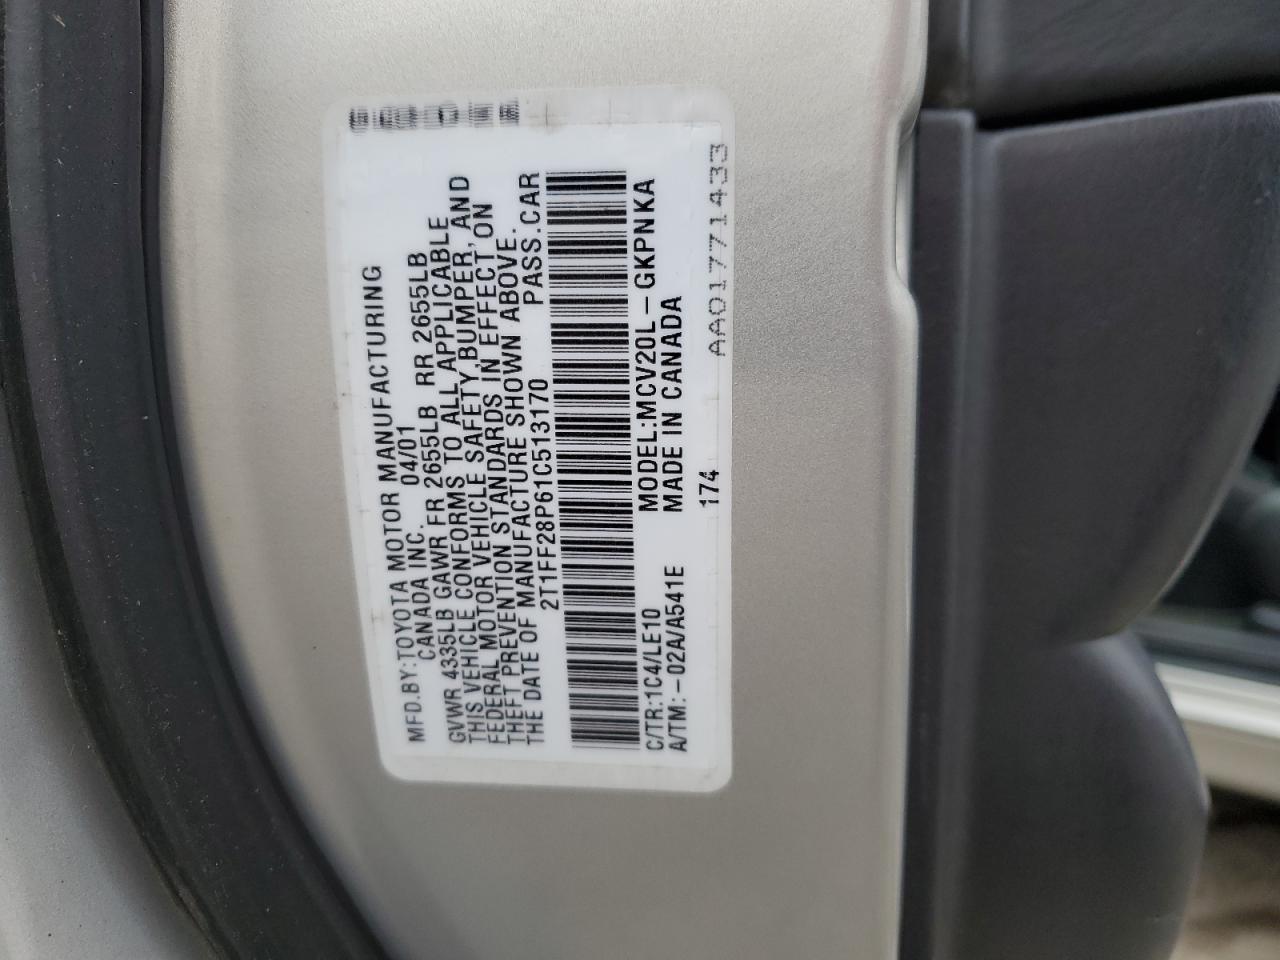 MFD.BY:TOYOTA MOTOR MANUFACTURING
CANADA INC. 04/01
GVWR 4335LB GAWR FR 2655LB RR 2655LB
THIS VEHICLE CONFORMS TO ALL APPLICABLE
FEDERAL MOTOR VEHICLE SAFETY,BUMPER, AND
THEFT PREVENTION STANDARDS IN EFFECT ON
THE DATE OF MANUFACTURE SHOWN ABOVE.
2T1FF28P61C513170 PASS.CAR
C/TR:1C4/LE10 MODEL:MCV20L-GKPNKA
A/TM:-02A/A541E MADE IN CANADA
174 AA01771433